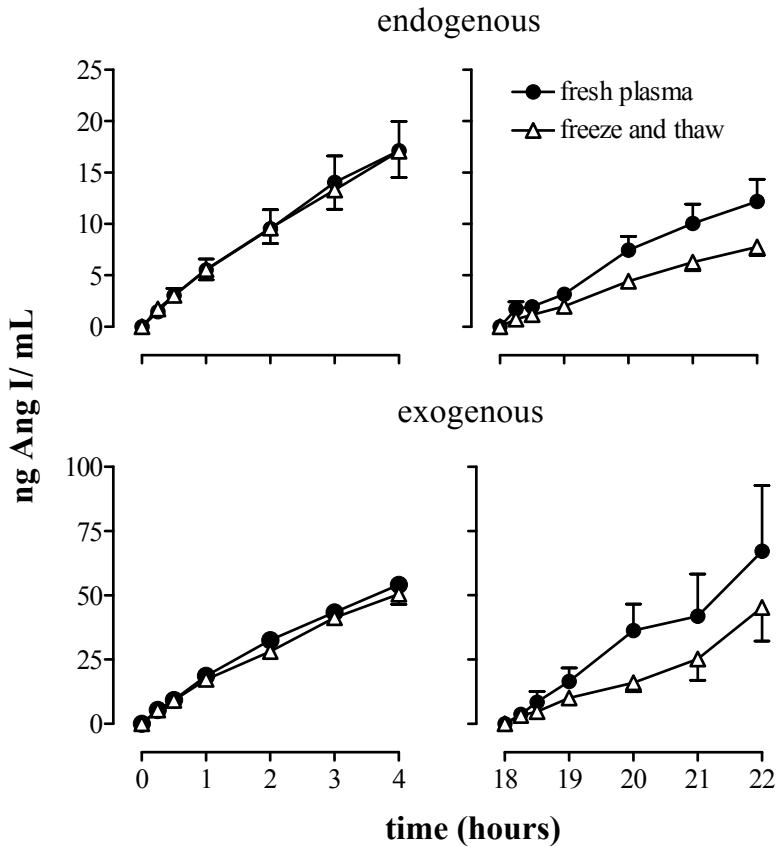 endogenous
25
20
15
10
5
0
fresh plasma
freeze and thaw
ng Ang I/ mL
exogenous
100
75
50
25
0
0 1 2 3 4
18 19 20 21 22
time (hours)